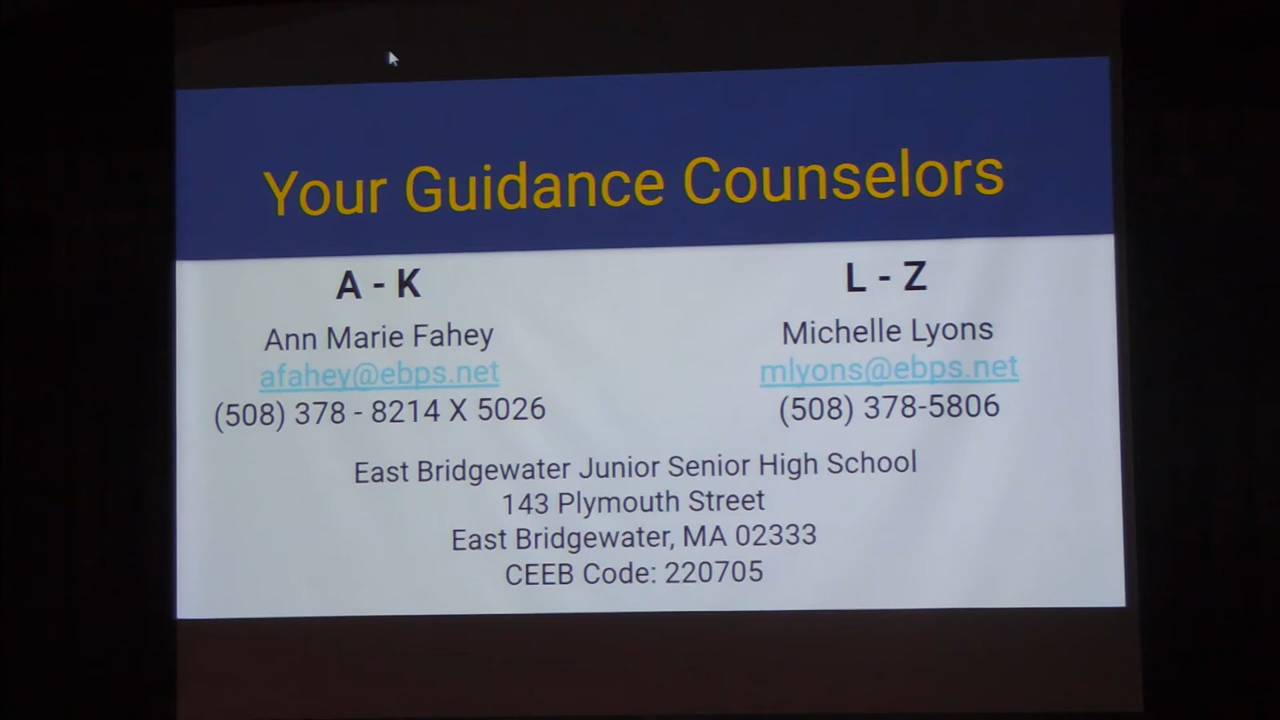 Your Guidance Counselors
A - K
Ann Marie Fahey
afahey@ebps.net
(508) 378 - 8214 X 5026
L - Z
Michelle Lyons
mlyons@ebps.net
(508) 378-5806
East Bridgewater Junior Senior High School
143 Plymouth Street
East Bridgewater, MA 02333
CEEB Code: 220705